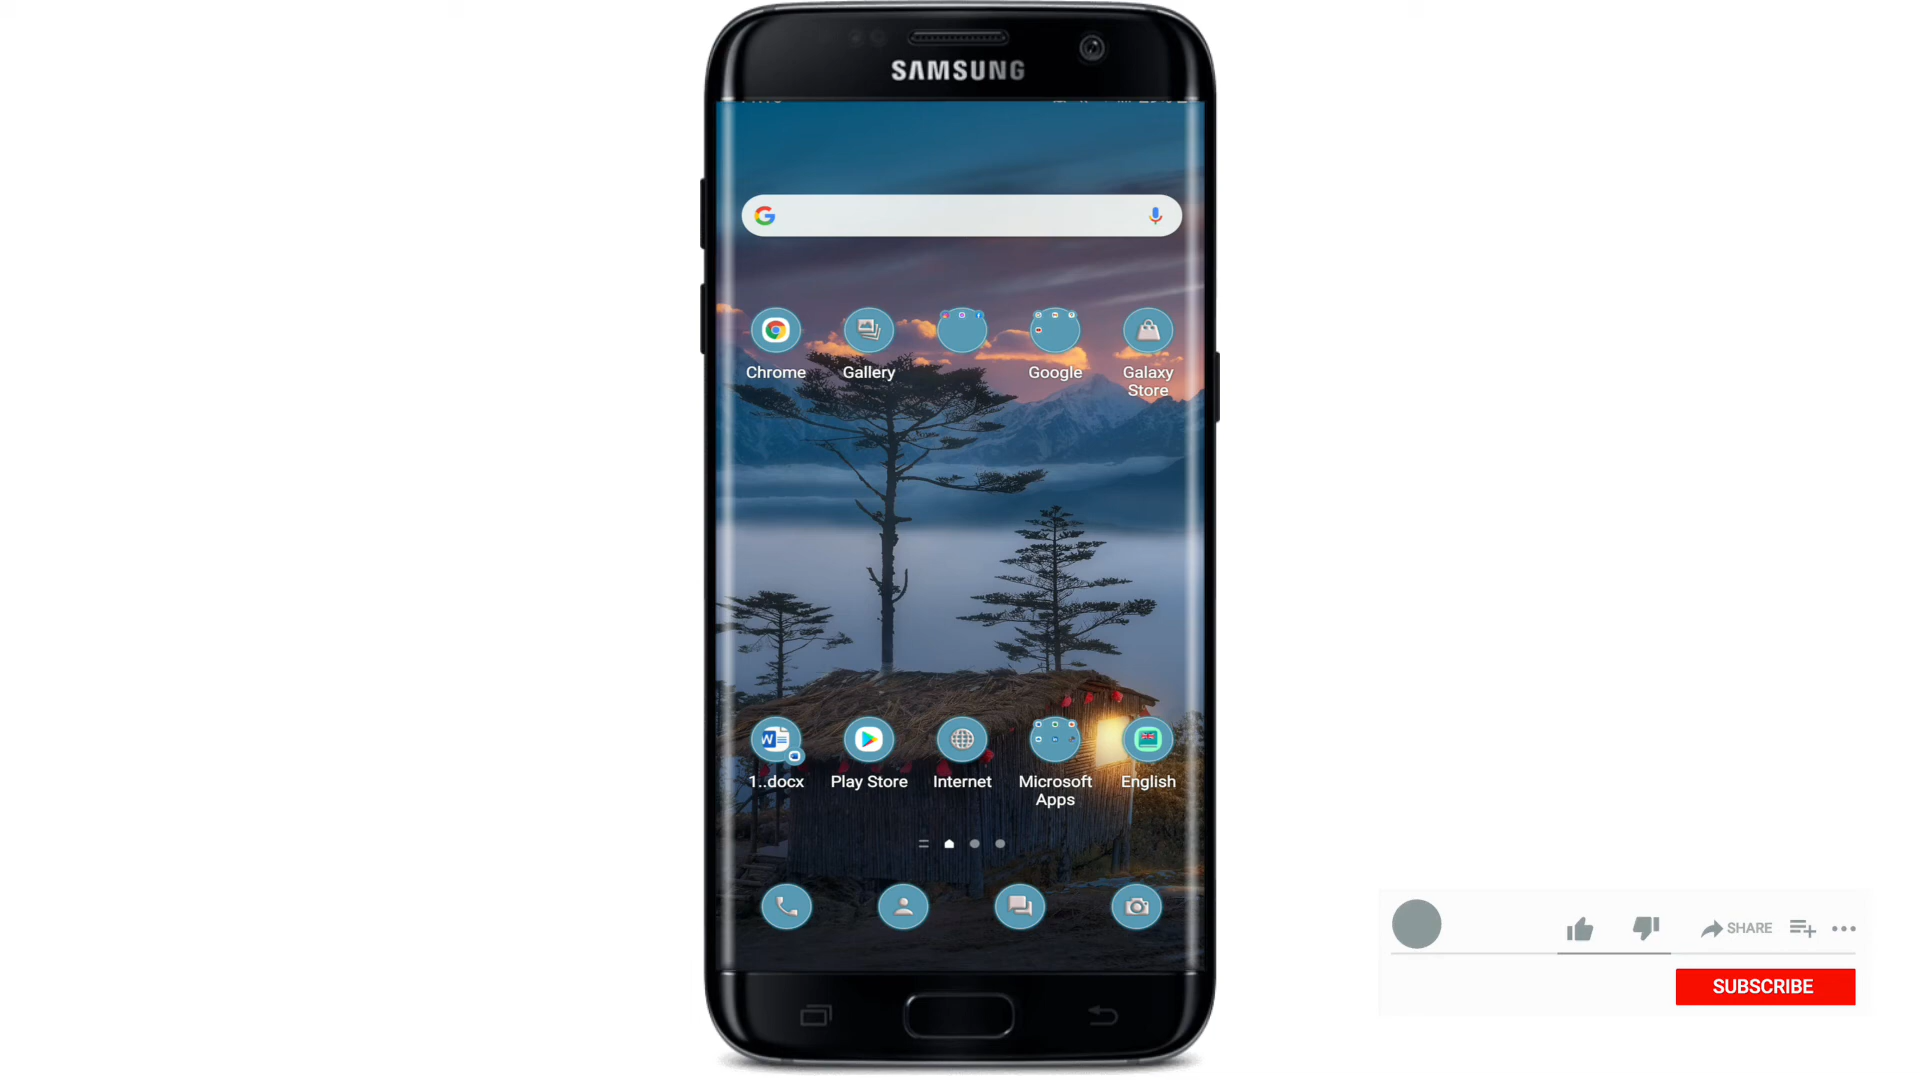 SAMSUNG
Chrome
Gallery
Google
Galaxy
Store
1..docx
Play Store
Internet
Microsoft
Apps
English
SHARE
SUBSCRIBE